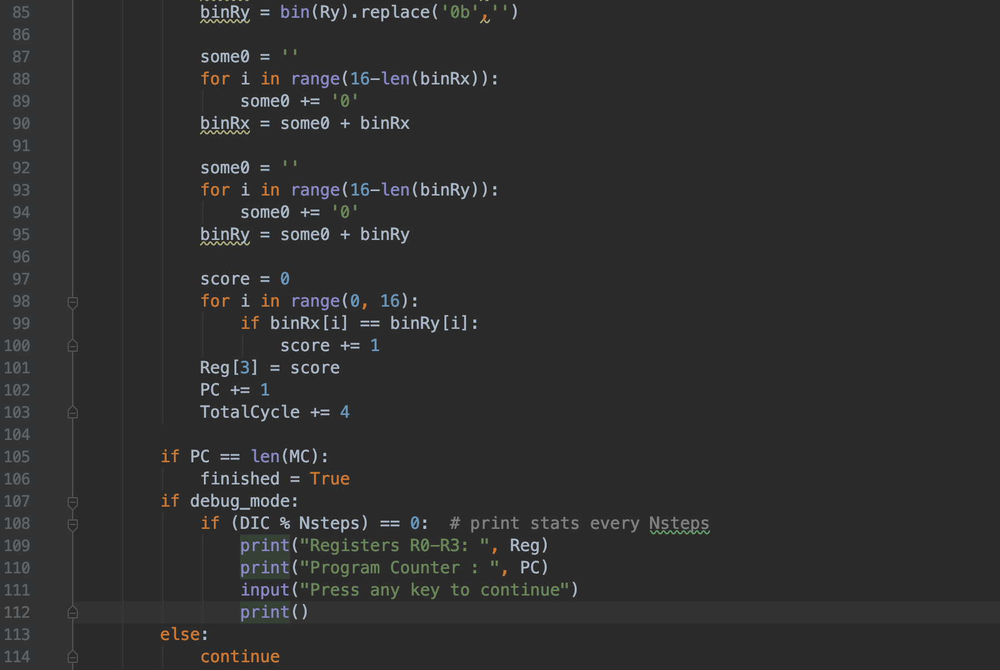 85 binRy = bin(Ry).replace('0b','')
86
87 some0 = ''
88 for i in range(16-len(binRx)):
89 some0 += '0'
90 binRx = some0 + binRx
91
92 some0 = ''
93 for i in range(16-len(binRy)):
94 some0 += '0'
95 binRy = some0 + binRy
96
97 score = 0
98 for i in range(0, 16):
99 if binRx[i] == binRy[i]:
100 score += 1
101 Reg[3] = score
102 PC += 1
103 TotalCycle += 4
104
105 if PC == len(MC):
106 finished = True
107 if debug_mode:
108 if (DIC % Nsteps) == 0:  # print stats every Nsteps
109 print("Registers R0-R3: ", Reg)
110 print("Program Counter : ", PC)
111 input("Press any key to continue")
112 print()
113 else:
114 continue